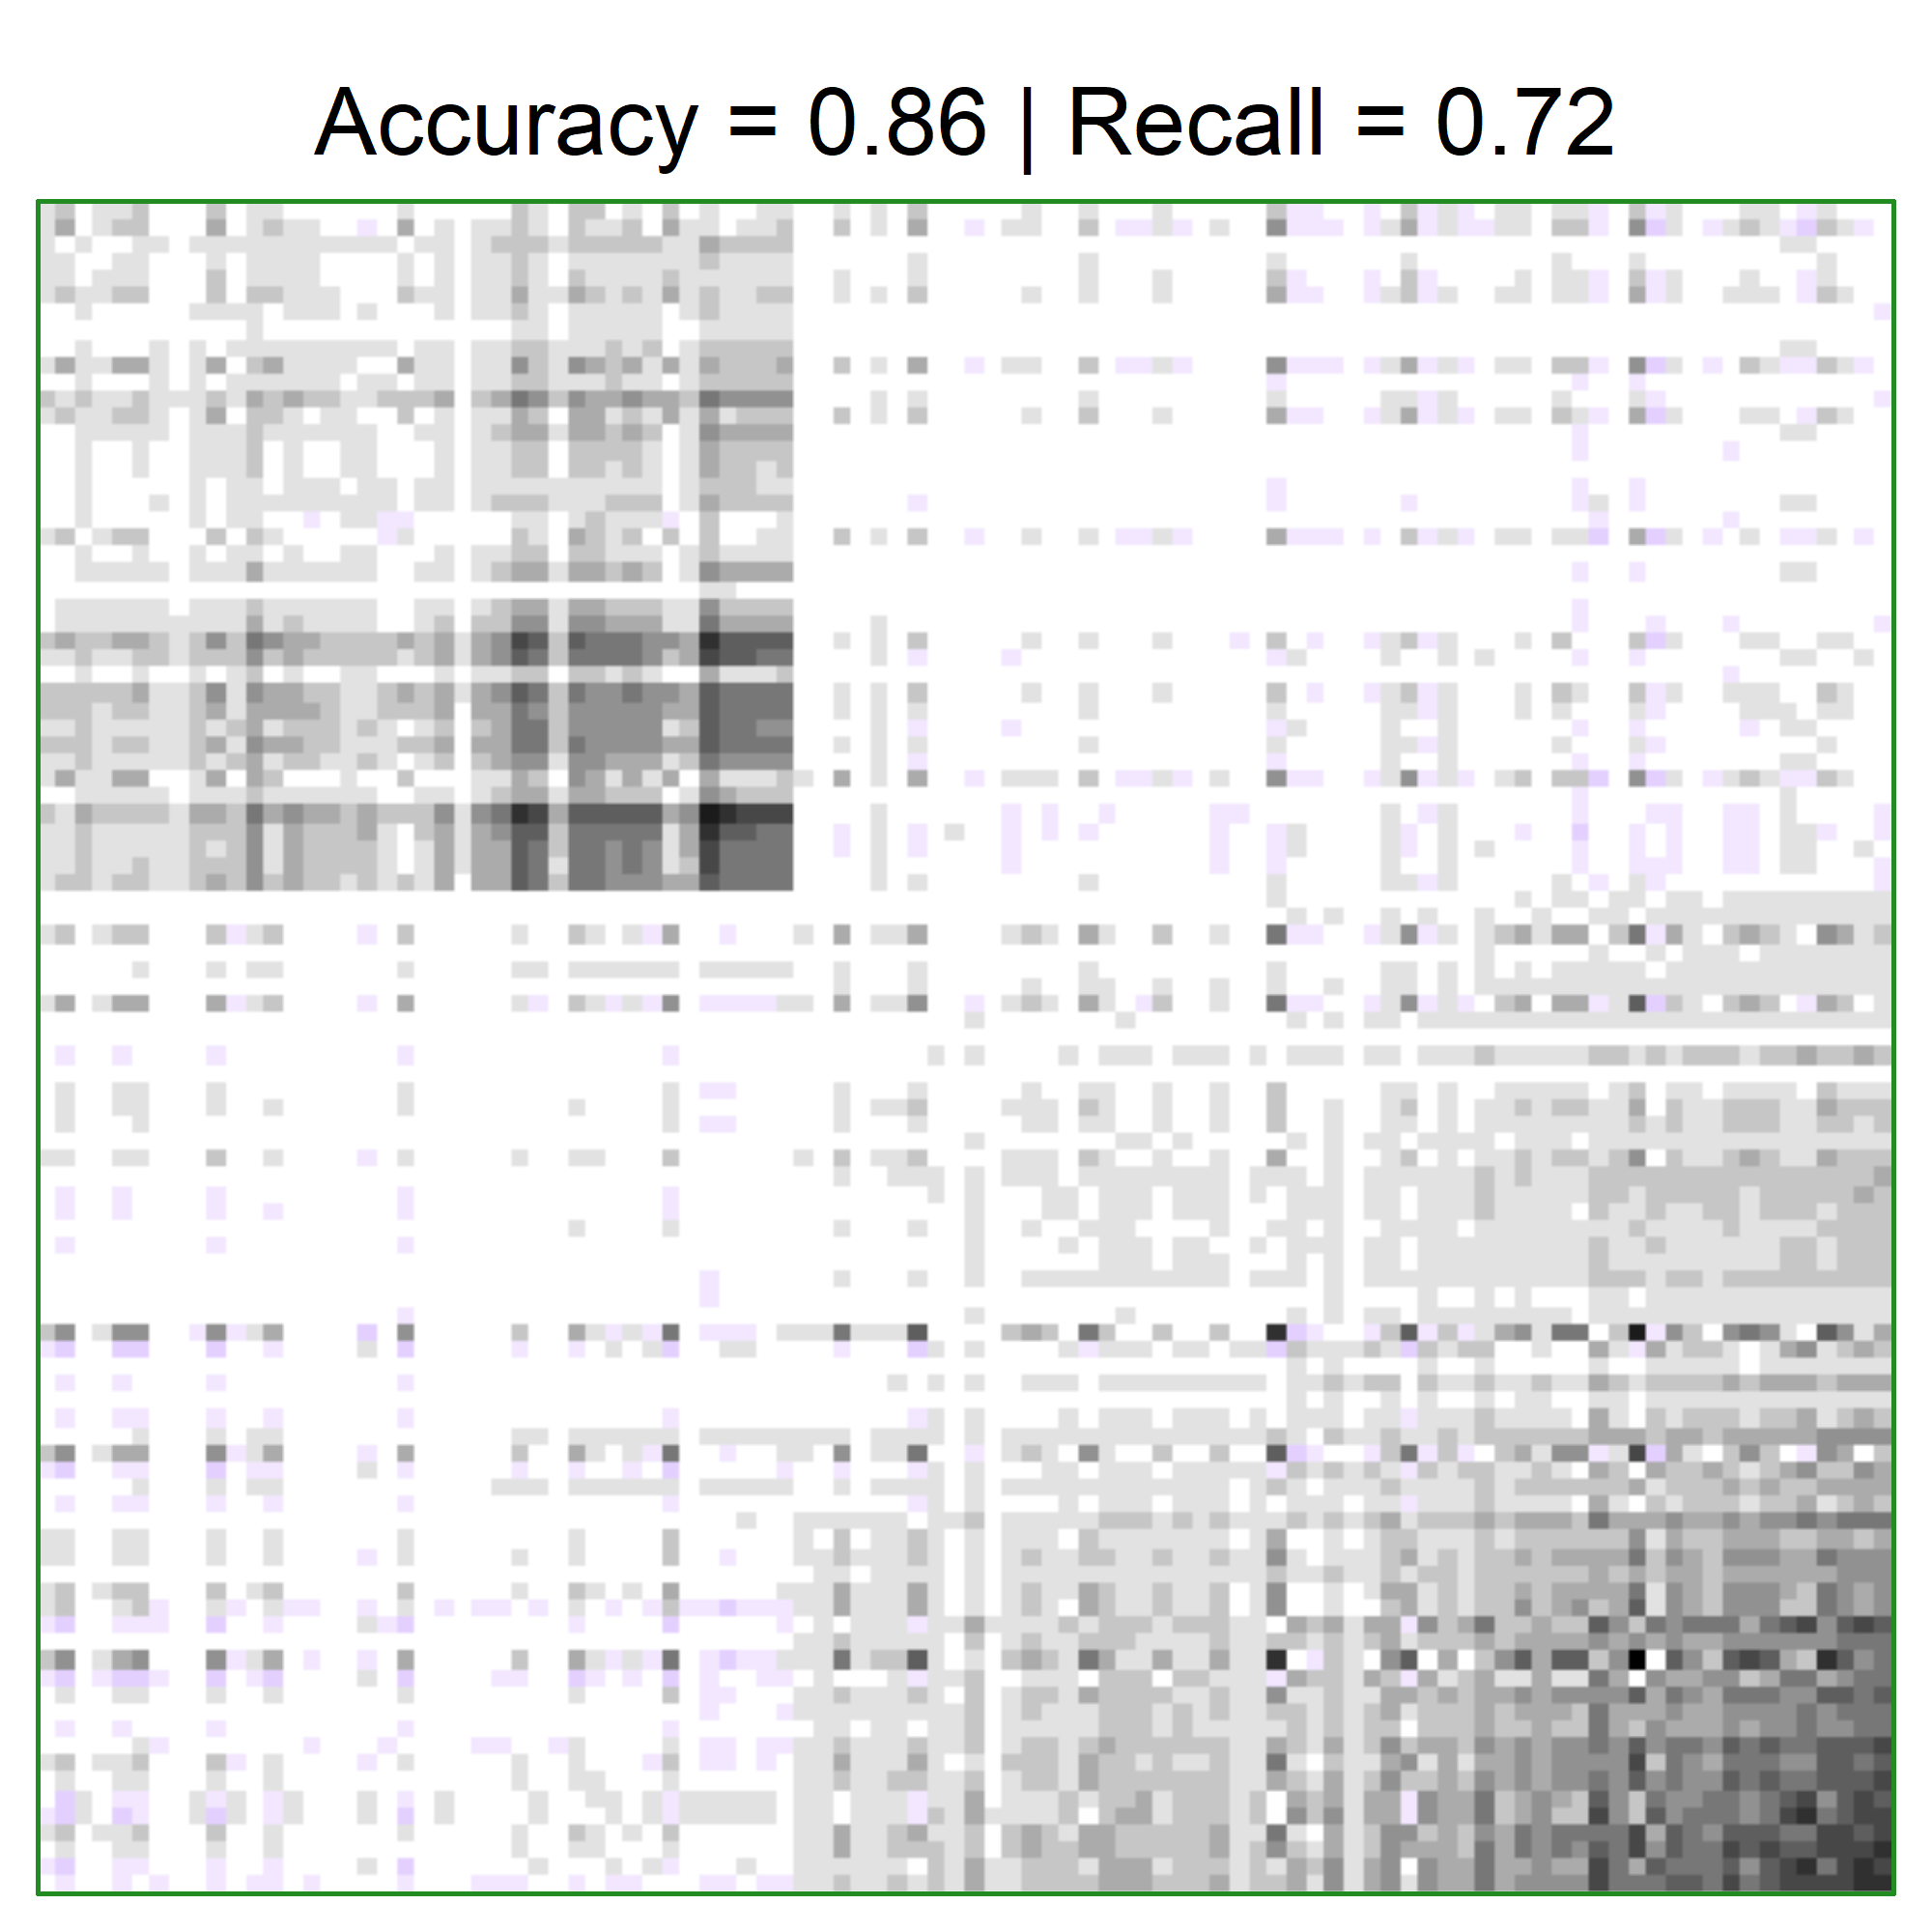 Accuracy = 0.86 | Recall = 0.72